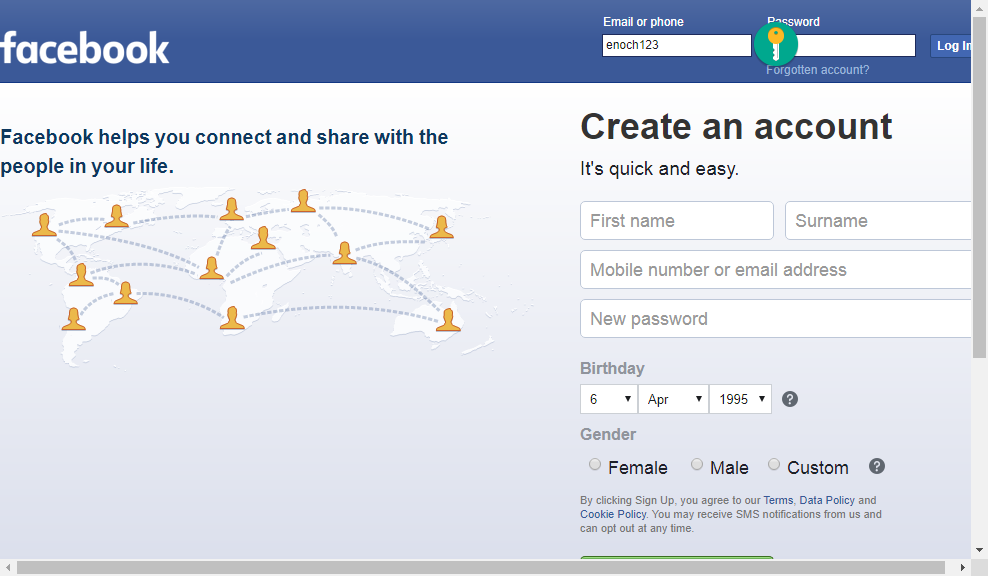 Email or phone
Password
facebook
enoch123
Log In
Forgotten account?
Facebook helps you connect and share with the
people in your life.
Create an account
It's quick and easy.
First name
Surname
Mobile number or email address
New password
Birthday
6
Apr
1995
?
Gender
Female
Male
Custom
?
By clicking Sign Up, you agree to our Terms, Data Policy and
Cookie Policy. You may receive SMS notifications from us and
can opt out at any time.